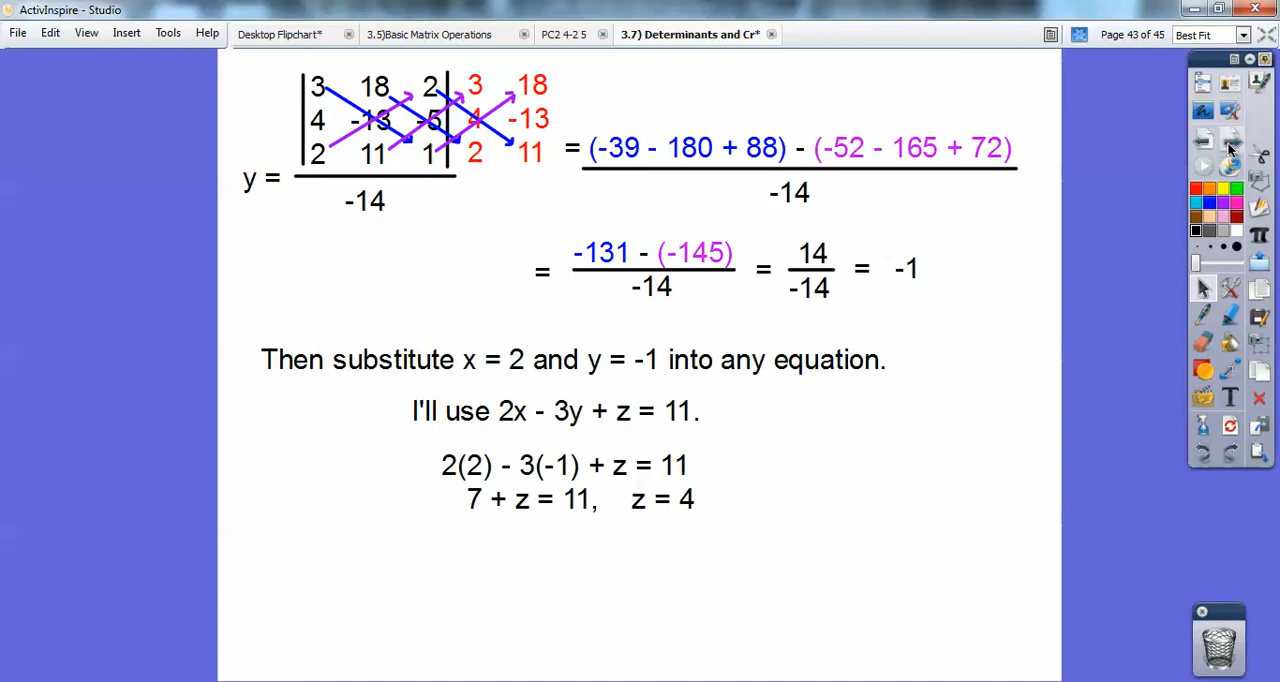 ActivInspire - Studio
File Edit View Insert Tools Help
Desktop Flipchart* 3.5)Basic Matrix Operations PC2 4-2 5 3.7) Determinants and Cr* Page 43 of 45 Best Fit
3 18 2 3 18
4 -13 -5 4 -13
2 11 1 2 11
y =
-14
= (-39 - 180 + 88) - (-52 - 165 + 72)
-14
= -131 - (-145) = 14 = -1
-14 -14
Then substitute x = 2 and y = -1 into any equation.
I'll use 2x - 3y + z = 11.
2(2) - 3(-1) + z = 11
7 + z = 11, z = 4